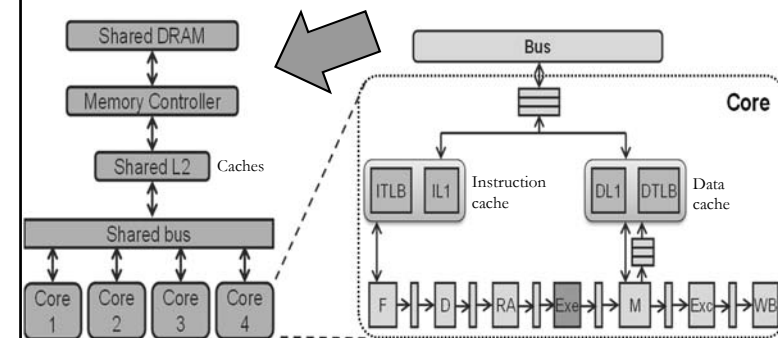 Shared DRAM
Memory Controller
Shared L2
Caches
Shared bus
Core 1
Core 2
Core 3
Core 4
Bus
Core
ITLB
IL1
Instruction
cache
DL1
DTLB
Data
cache
F
D
RA
Exe
M
Exc
WB